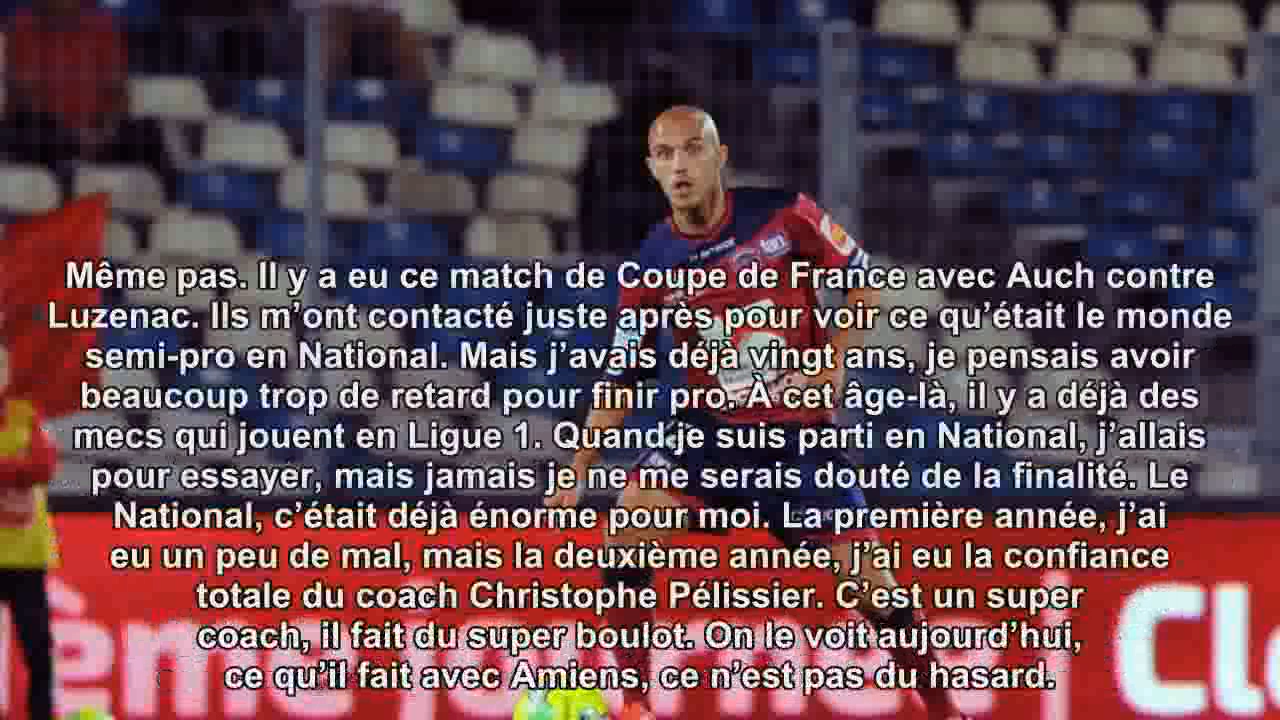 Même pas. Il y a eu ce match de Coupe de France avec Auch contre
Luzenac. Ils m’ont contacté juste après pour voir ce qu’était le monde
semi-pro en National. Mais j’avais déjà vingt ans, je pensais avoir
beaucoup trop de retard pour finir pro. À cet âge-là, il y a déjà des
mecs qui jouent en Ligue 1. Quand je suis parti en National, j’allais
pour essayer, mais jamais je ne me serais douté de la finalité. Le
National, c’était déjà énorme pour moi. La première année, j’ai
eu un peu de mal, mais la deuxième année, j’ai eu la confiance
totale du coach Christophe Pélissier. C’est un super
coach, il fait du super boulot. On le voit aujourd’hui,
ce qu’il fait avec Amiens, ce n’est pas du hasard.